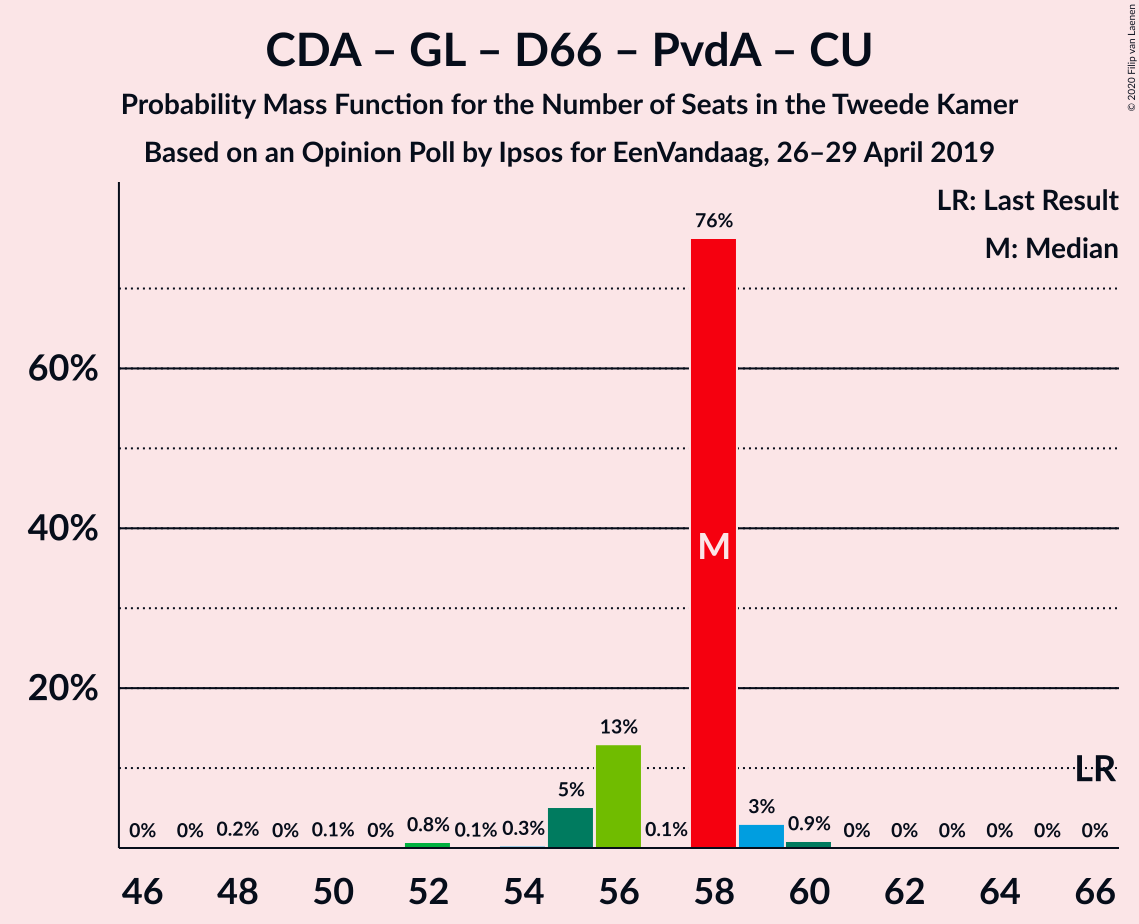 CDA – GL – D66 – PvdA – CU
Probability Mass Function for the Number of Seats in the Tweede Kamer
Based on an Opinion Poll by Ipsos for EenVandaag, 26–29 April 2019
© 2020 Filip van Laenen
LR: Last Result
M: Median
76%
60%
40%
M
20%
13%
LR
5%
3%
0% 0% 0.2% 0% 0.1% 0% 0.8% 0.1% 0.3% 0.1% 0.9% 0% 0% 0% 0% 0% 0%
46 48 50 52 54 56 58 60 62 64 66